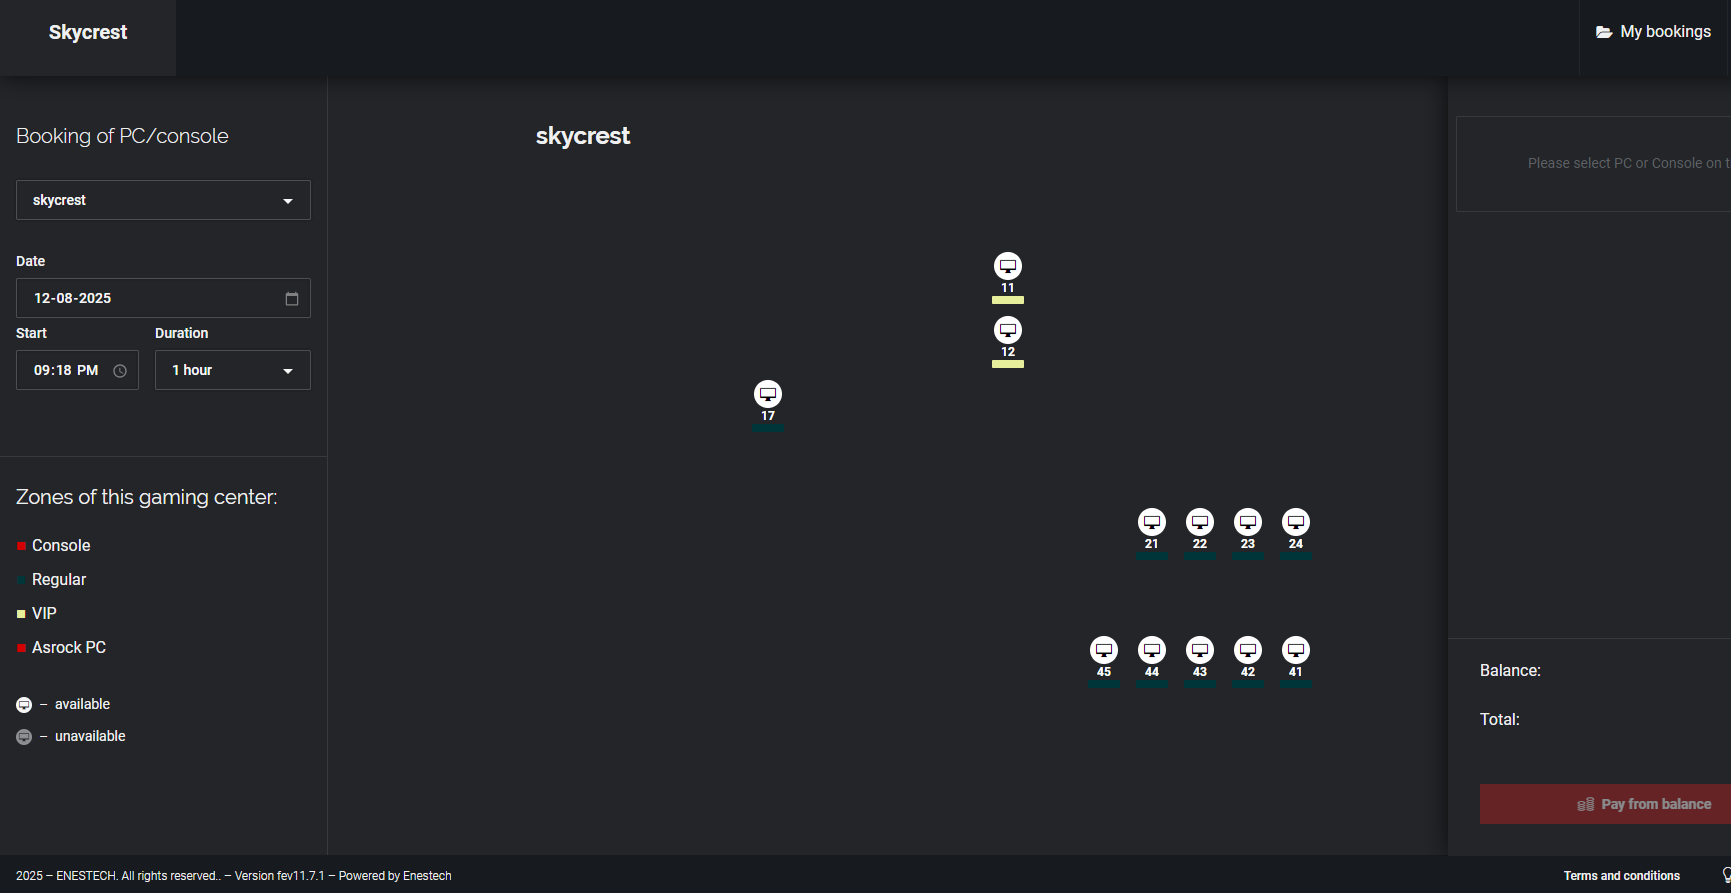 Skycrest
My bookings
Booking of PC/console
skycrest
Date
12-08-2025
Start
Duration
09:18 PM
1 hour
Zones of this gaming center:
Console
Regular
VIP
Asrock PC
– available
– unavailable
skycrest
11
12
17
21 22 23 24
45 44 43 42 41
Please select PC or Console on
Balance:
Total:
Pay from balance
2025 – ENESTECH. All rights reserved.. – Version fev11.7.1 – Powered by Enestech
Terms and conditions